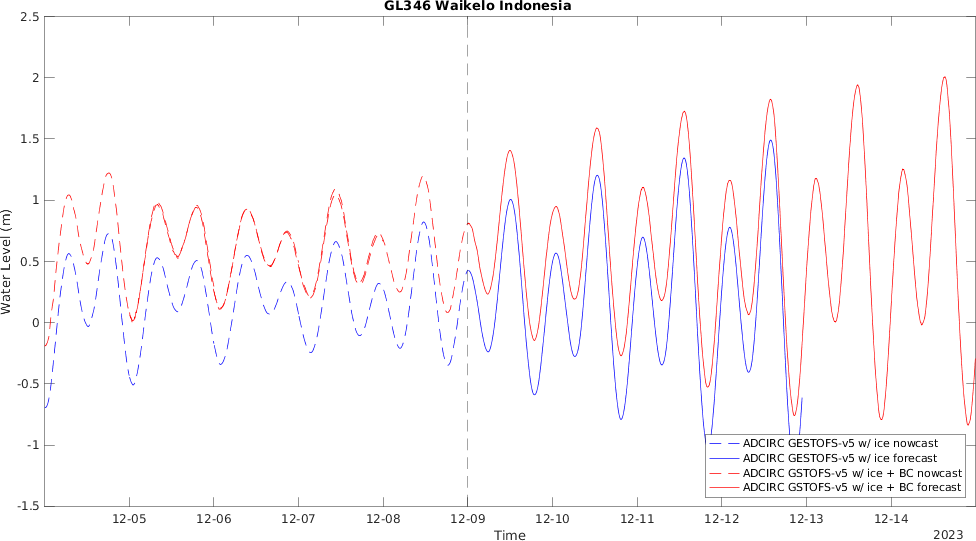 GL346 Waikelo Indonesia
2.5
2
1.5
1
0.5
0
-0.5
-1
-1.5
Water Level (m)
12-05 12-06 12-07 12-08 12-09 12-10 12-11 12-12 12-13 12-14
Time
2023
ADCIRC GESTOFS-v5 w/ ice nowcast
ADCIRC GESTOFS-v5 w/ ice forecast
ADCIRC GSTOFS-v5 w/ ice + BC nowcast
ADCIRC GSTOFS-v5 w/ ice + BC forecast